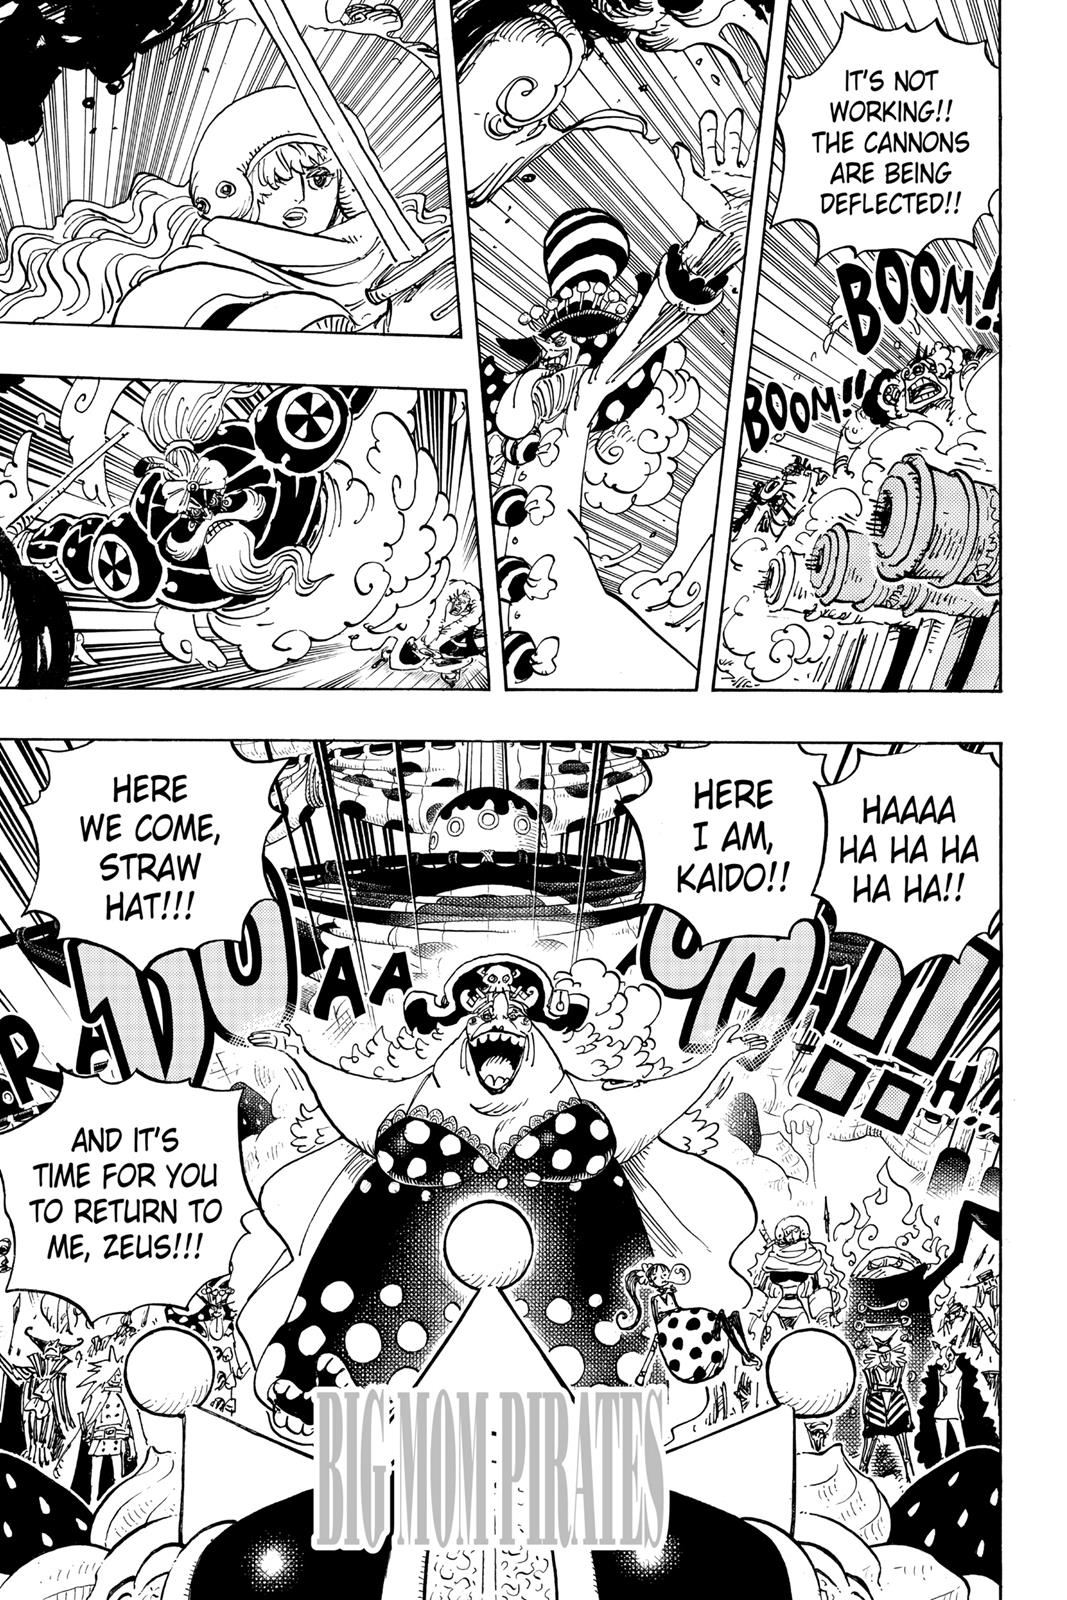 IT'S NOT
WORKING!!
THE CANNONS
ARE BEING
DEFLECTED!!
BOOM!!
BOOM!!
HAAAA
HA HA HA
HA HA!!
HERE
I AM,
KAIDO!!
HERE
WE COME,
STRAW
HAT!!!
AND IT'S
TIME FOR YOU
TO RETURN TO
ME, ZEUS!!!
BIG MOM PIRATES